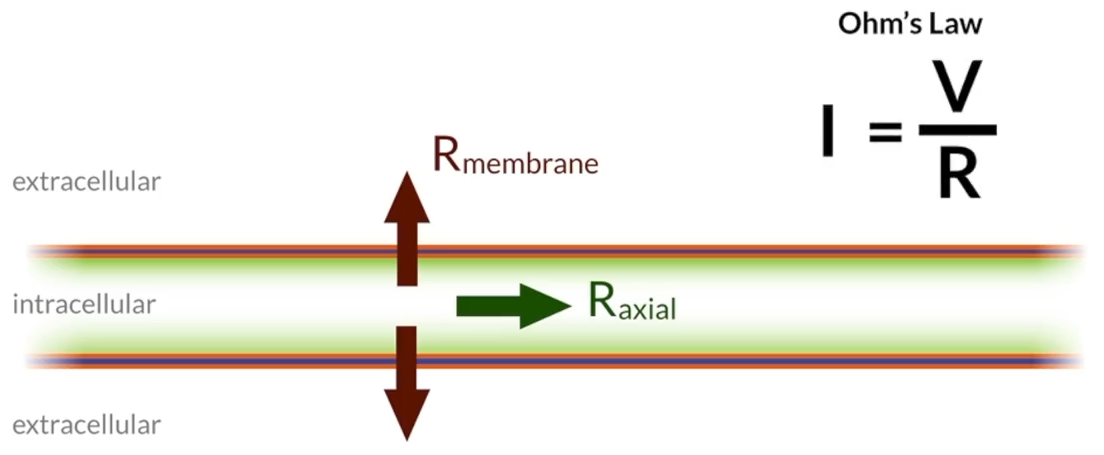 Ohm's Law
I = V
R
Rmembrane
extracellular
intracellular
Raxial
extracellular